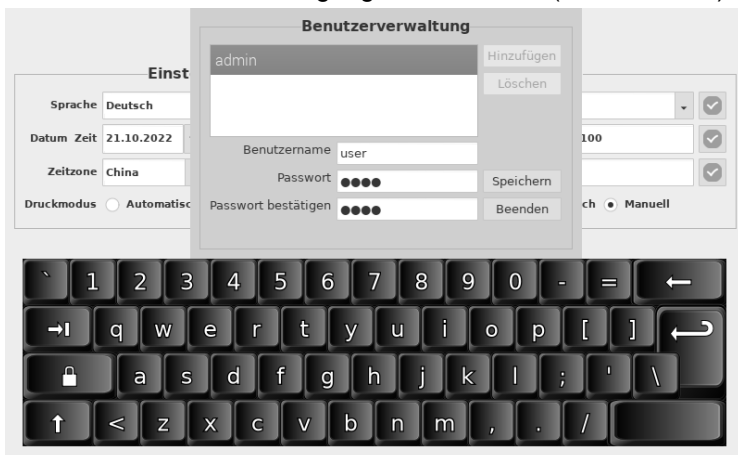 Benutzerverwaltung
admin
Hinzufügen
Löschen
Einst
Sprache Deutsch
Datum Zeit 21.10.2022 100
Benutzername user
Zeitzone China
Passwort ●●●● Speichern
Druckmodus Automatisc Passwort bestätigen ●●●● Beenden ch Manuell
` 1 2 3 4 5 6 7 8 9 0 - =
q w e r t y u i o p [ ]
a s d f g h j k l ; ' \
< z x c v b n m , . /